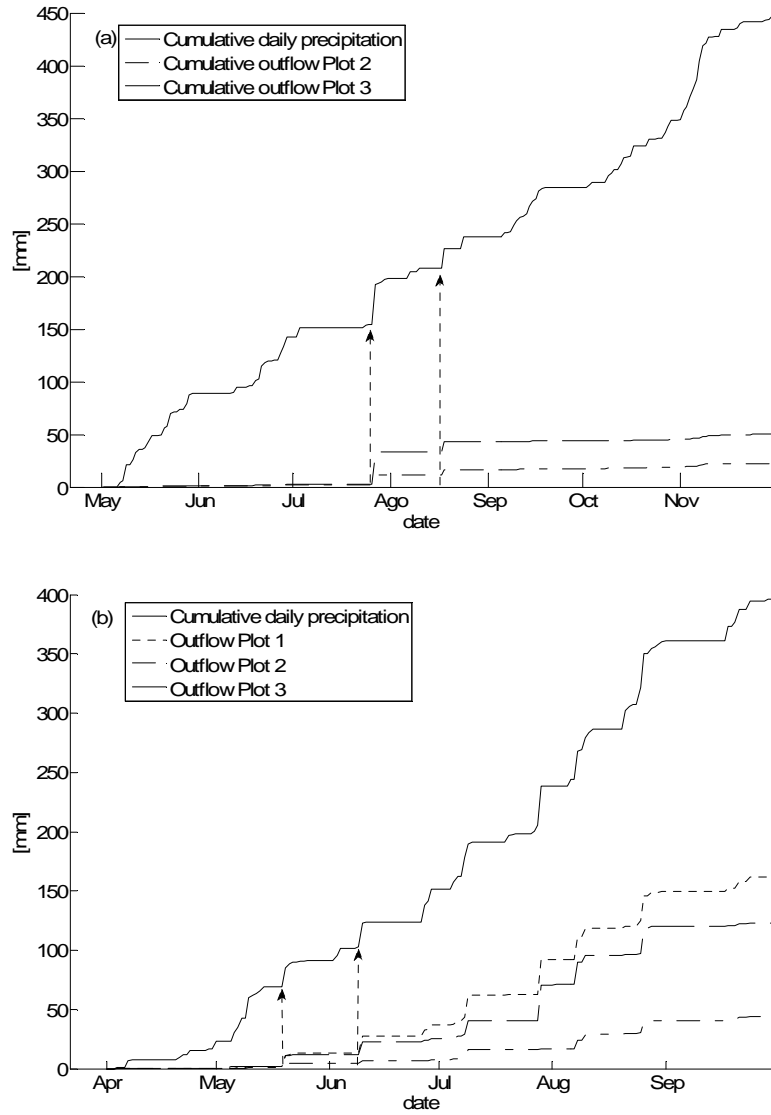 450
(a)
Cumulative daily precipitation
400
Cumulative outflow Plot 2
Cumulative outflow Plot 3
350
300
250
[mm]
200
150
100
50
0
May Jun Jul Ago Sep Oct Nov
date
400
(b)
Cumulative daily precipitation
350
Outflow Plot 1
Outflow Plot 2
300
Outflow Plot 3
250
[mm]
200
150
100
50
0
Apr May Jun Jul Aug Sep
date